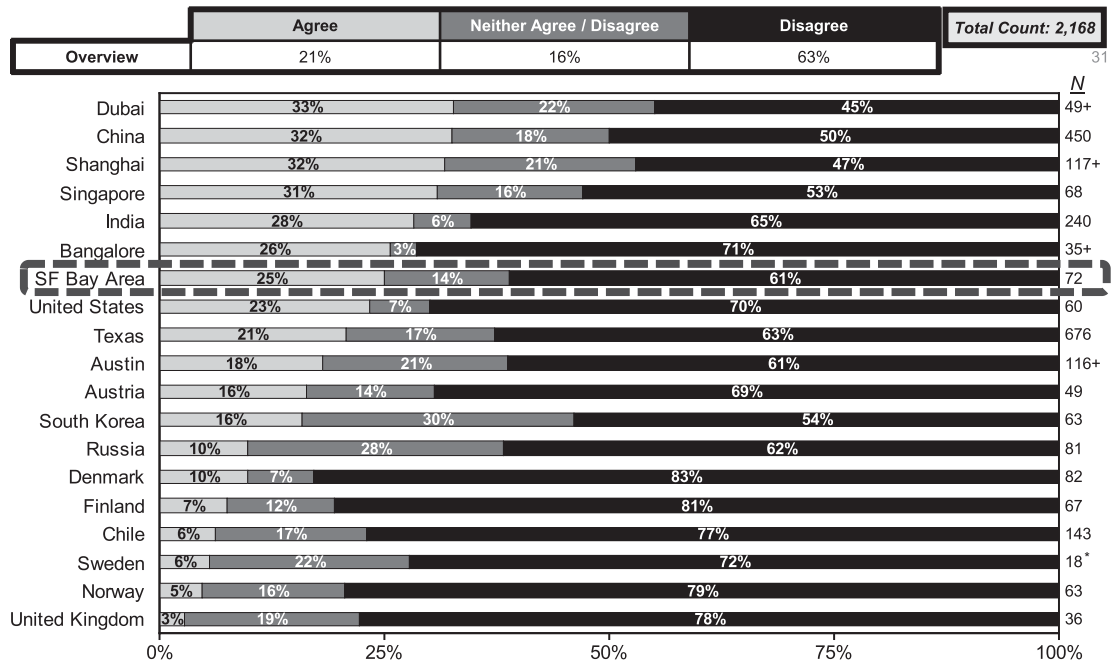 Agree Neither Agree / Disagree Disagree Total Count: 2,168
Overview 21% 16% 63% 31
N
Dubai 33% 22% 45% 49+
China 32% 18% 50% 450
Shanghai 32% 21% 47% 117+
Singapore 31% 16% 53% 68
India 28% 6% 65% 240
Bangalore 26% 3% 71% 35+
SF Bay Area 25% 14% 61% 72
United States 23% 7% 70% 60
Texas 21% 17% 63% 676
Austin 18% 21% 61% 116+
Austria 16% 14% 69% 49
South Korea 16% 30% 54% 63
Russia 10% 28% 62% 81
Denmark 10% 7% 83% 82
Finland 7% 12% 81% 67
Chile 6% 17% 77% 143
Sweden 6% 22% 72% 18*
Norway 5% 16% 79% 63
United Kingdom 3% 19% 78% 36
0% 25% 50% 75% 100%